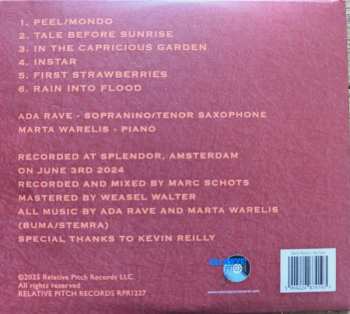 1. PEEL/MONDO
2. TALE BEFORE SUNRISE
3. IN THE CAPRICIOUS GARDEN
4. INSTAR
5. FIRST STRAWBERRIES
6. RAIN INTO FLOOD
ADA RAVE - SOPRANINO/TENOR SAXOPHONE
MARTA WARELIS - PIANO
RECORDED AT SPLENDOR, AMSTERDAM
ON JUNE 3RD 2024
RECORDED AND MIXED BY MARC SCHOTS
MASTERED BY WEASEL WALTER
ALL MUSIC BY ADA RAVE AND MARTA WARELIS
(BUMA/STEMRA)
SPECIAL THANKS TO KEVIN REILLY
©2025 Relative Pitch Records LLC.
All rights reserved
RELATIVE PITCH RECORDS RPR1227
RELATIVE